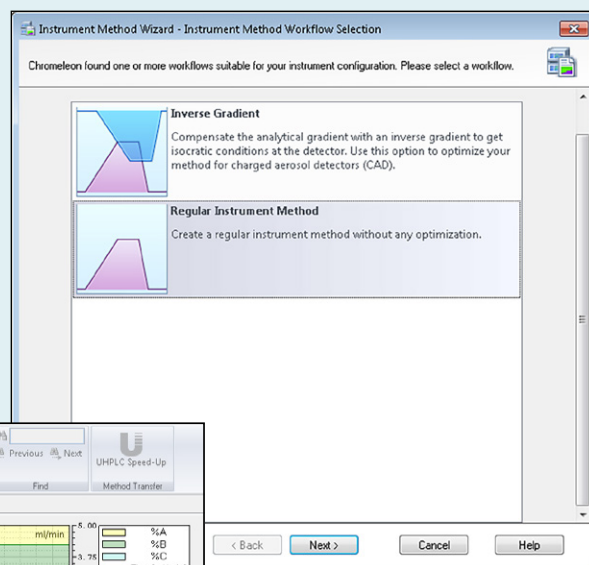 Instrument Method Wizard - Instrument Method Workflow Selection
Chromeleon found one or more workflows suitable for your instrument configuration. Please select a workflow.
Inverse Gradient
Compensate the analytical gradient with an inverse gradient to get
isocratic conditions at the detector. Use this option to optimize your
method for charged aerosol detectors (CAD).
Regular Instrument Method
Create a regular instrument method without any optimization.
Previous Next
UHPLC Speed-Up
Find
Method Transfer
ml/min
5.00
%A
%B
3.75
%C
< Back
Next >
Cancel
Help